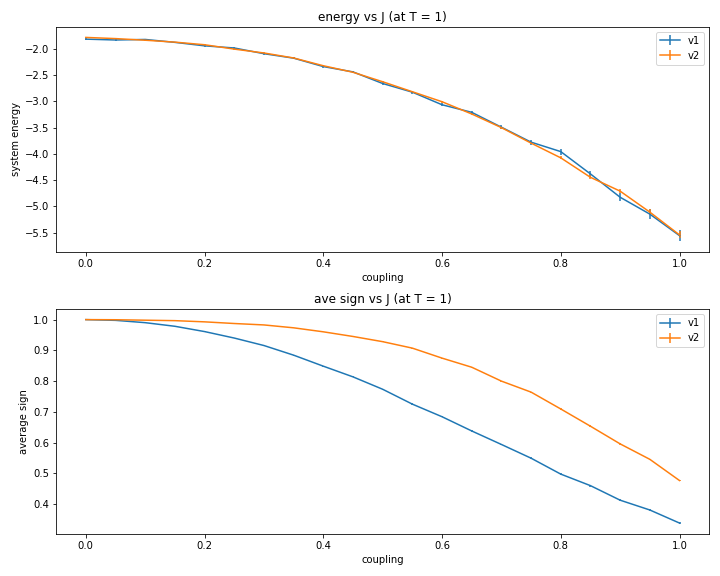 energy vs J (at T = 1)
v1
v2
−2.0
−2.5
−3.0
−3.5
−4.0
−4.5
−5.0
−5.5
system energy
0.0 0.2 0.4 0.6 0.8 1.0
coupling
ave sign vs J (at T = 1)
v1
v2
1.0
0.9
0.8
0.7
0.6
0.5
0.4
average sign
0.0 0.2 0.4 0.6 0.8 1.0
coupling